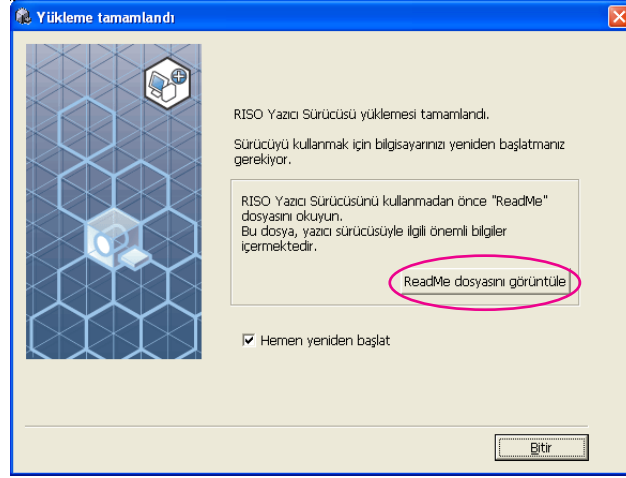 Yükleme tamamlandı
RISO Yazıcı Sürücüsü yüklemesi tamamlandı.
Sürücüyü kullanmak için bilgisayarınızı yeniden başlatmanız
gerekiyor.
RISO Yazıcı Sürücüsünü kullanmadan önce "ReadMe"
dosyasını okuyun.
Bu dosya, yazıcı sürücüsüyle ilgili önemli bilgiler
içermektedir.
ReadMe dosyasını görüntüle
Hemen yeniden başlat
Bitir